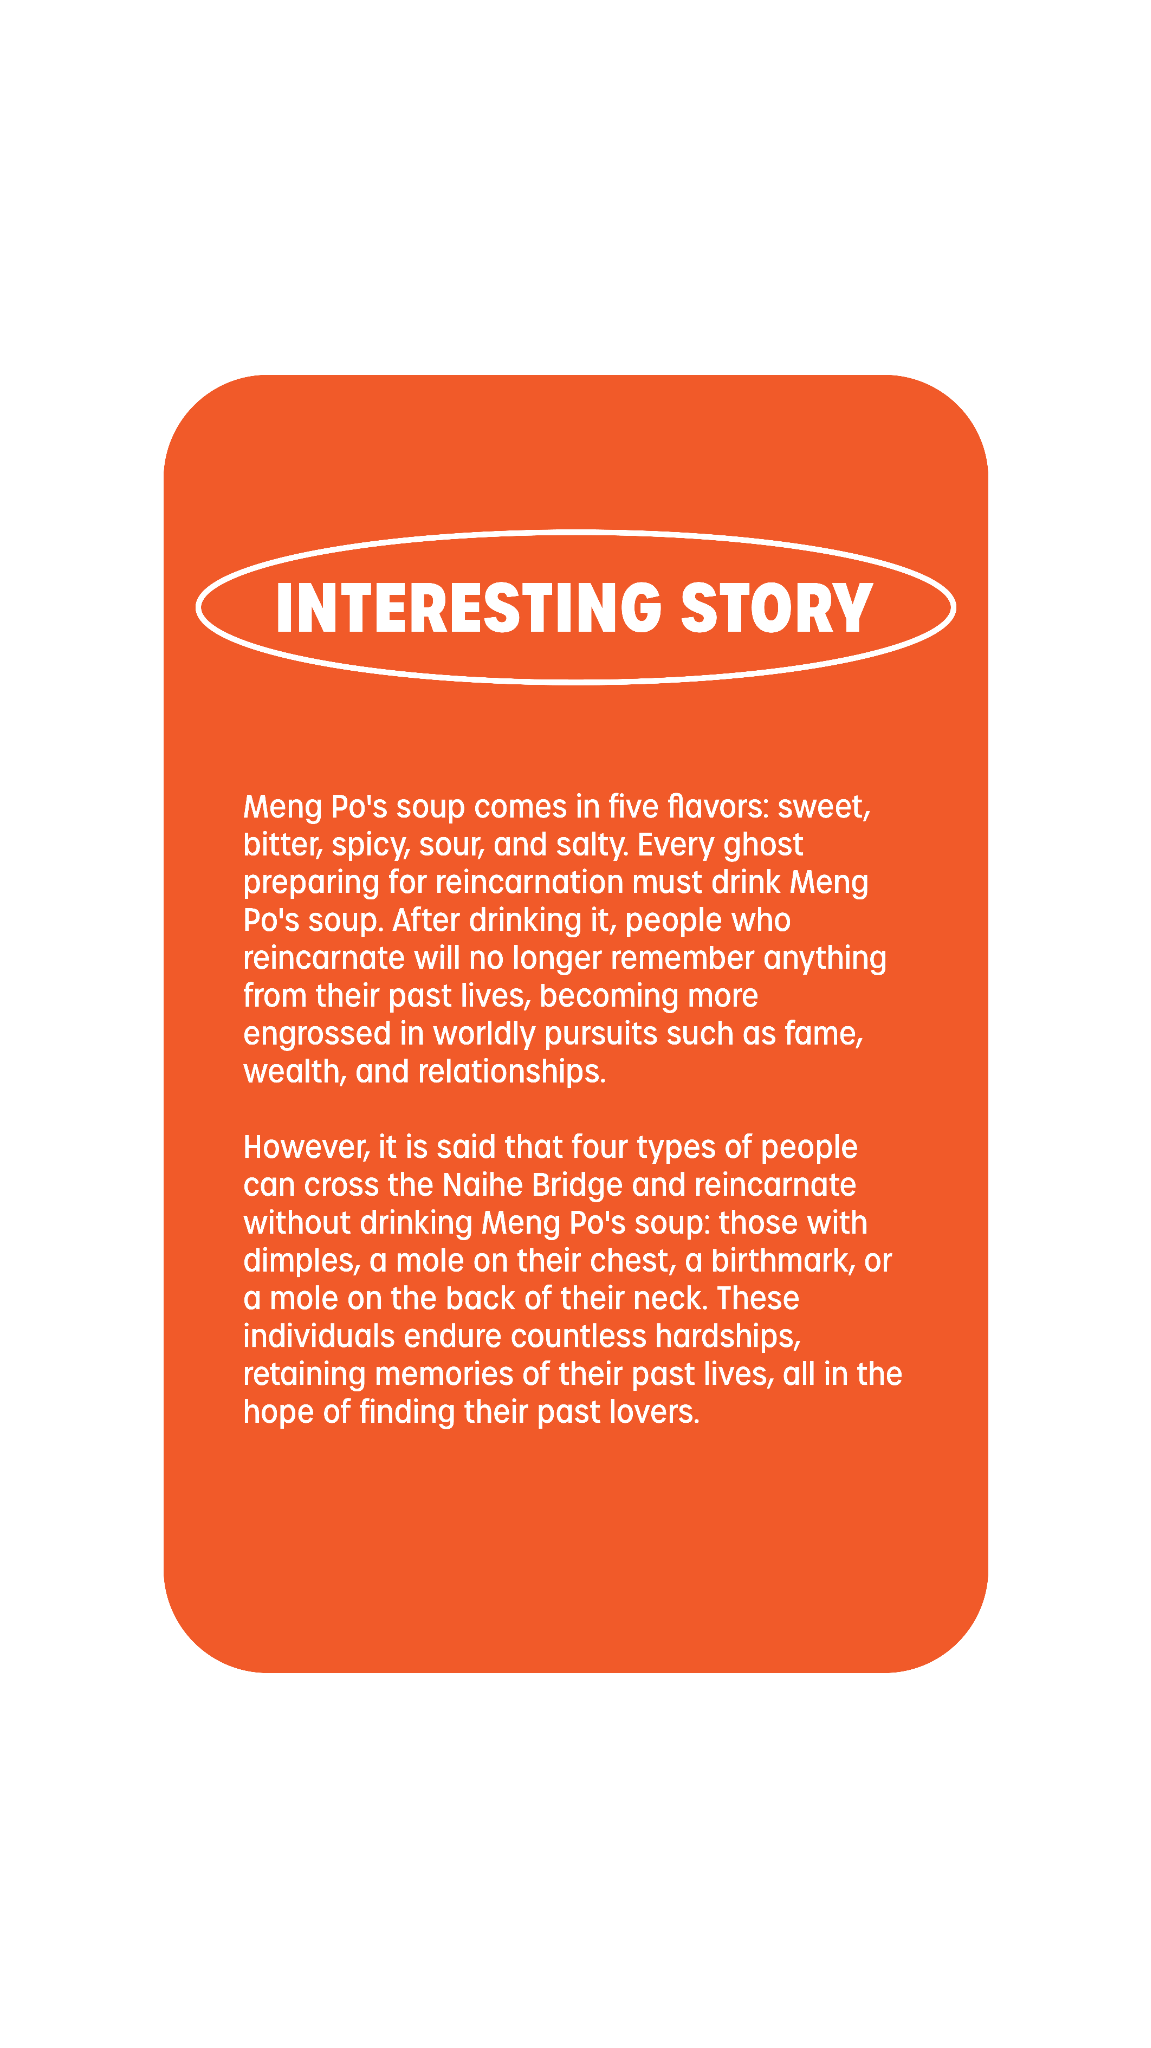 INTERESTING STORY
Meng Po's soup comes in five flavors: sweet,
bitter, spicy, sour, and salty. Every ghost
preparing for reincarnation must drink Meng
Po's soup. After drinking it, people who
reincarnate will no longer remember anything
from their past lives, becoming more
engrossed in worldly pursuits such as fame,
wealth, and relationships.
However, it is said that four types of people
can cross the Naihe Bridge and reincarnate
without drinking Meng Po's soup: those with
dimples, a mole on their chest, a birthmark, or
a mole on the back of their neck. These
individuals endure countless hardships,
retaining memories of their past lives, all in the
hope of finding their past lovers.